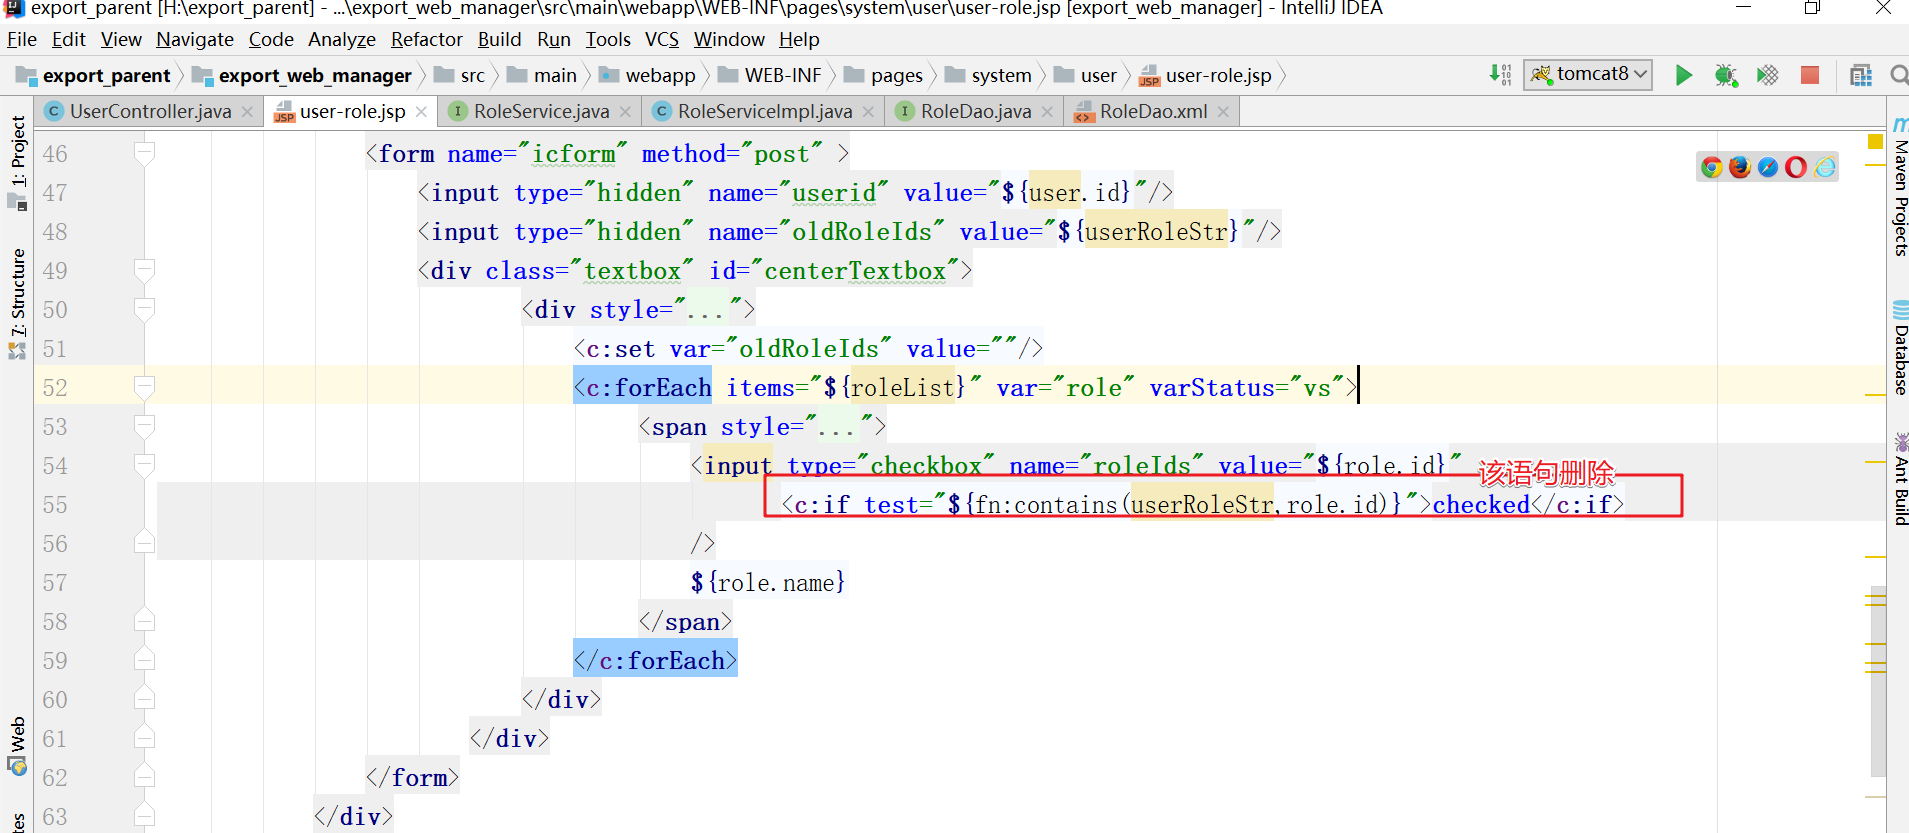 export_parent [H:\export_parent] - ...\export_web_manager\src\main\webapp\WEB-INF\pages\system\user\user-role.jsp [export_web_manager] - IntelliJ IDEA
File Edit View Navigate Code Analyze Refactor Build Run Tools VCS Window Help
export_parent export_web_manager src main webapp WEB-INF pages system user user-role.jsp tomcat8
UserController.java user-role.jsp RoleService.java RoleServiceImpl.java RoleDao.java RoleDao.xml
1: Project
7: Structure
Web
Maven Projects
Database
Ant Build
46 <form name="icform" method="post" >
47 <input type="hidden" name="userid" value="${user.id}"/>
48 <input type="hidden" name="oldRoleIds" value="${userRoleStr}"/>
49 <div class="textbox" id="centerTextbox">
50 <div style="...">
51 <c:set var="oldRoleIds" value=""/>
52 <c:forEach items="${roleList}" var="role" varStatus="vs">
53 <span style="...">
54 <input type="checkbox" name="roleIds" value="${role.id}"
该语句删除
55 <c:if test="${fn:contains(userRoleStr,role.id)}">checked</c:if>
56 />
57 ${role.name}
58 </span>
59 </c:forEach>
60 </div>
61 </div>
62 </form>
63 </div>